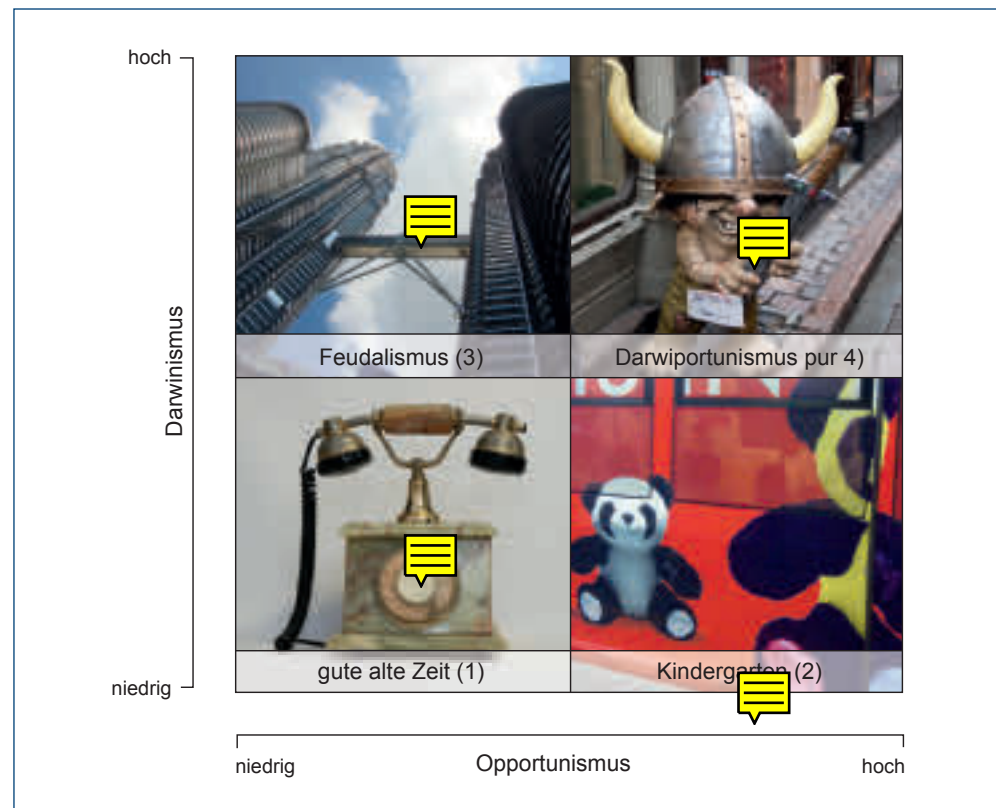 hoch
Feudalismus (3)
Darwiportunismus pur 4)
Darwinismus
gute alte Zeit (1)
Kindergarten (2)
niedrig
niedrig
Opportunismus
hoch